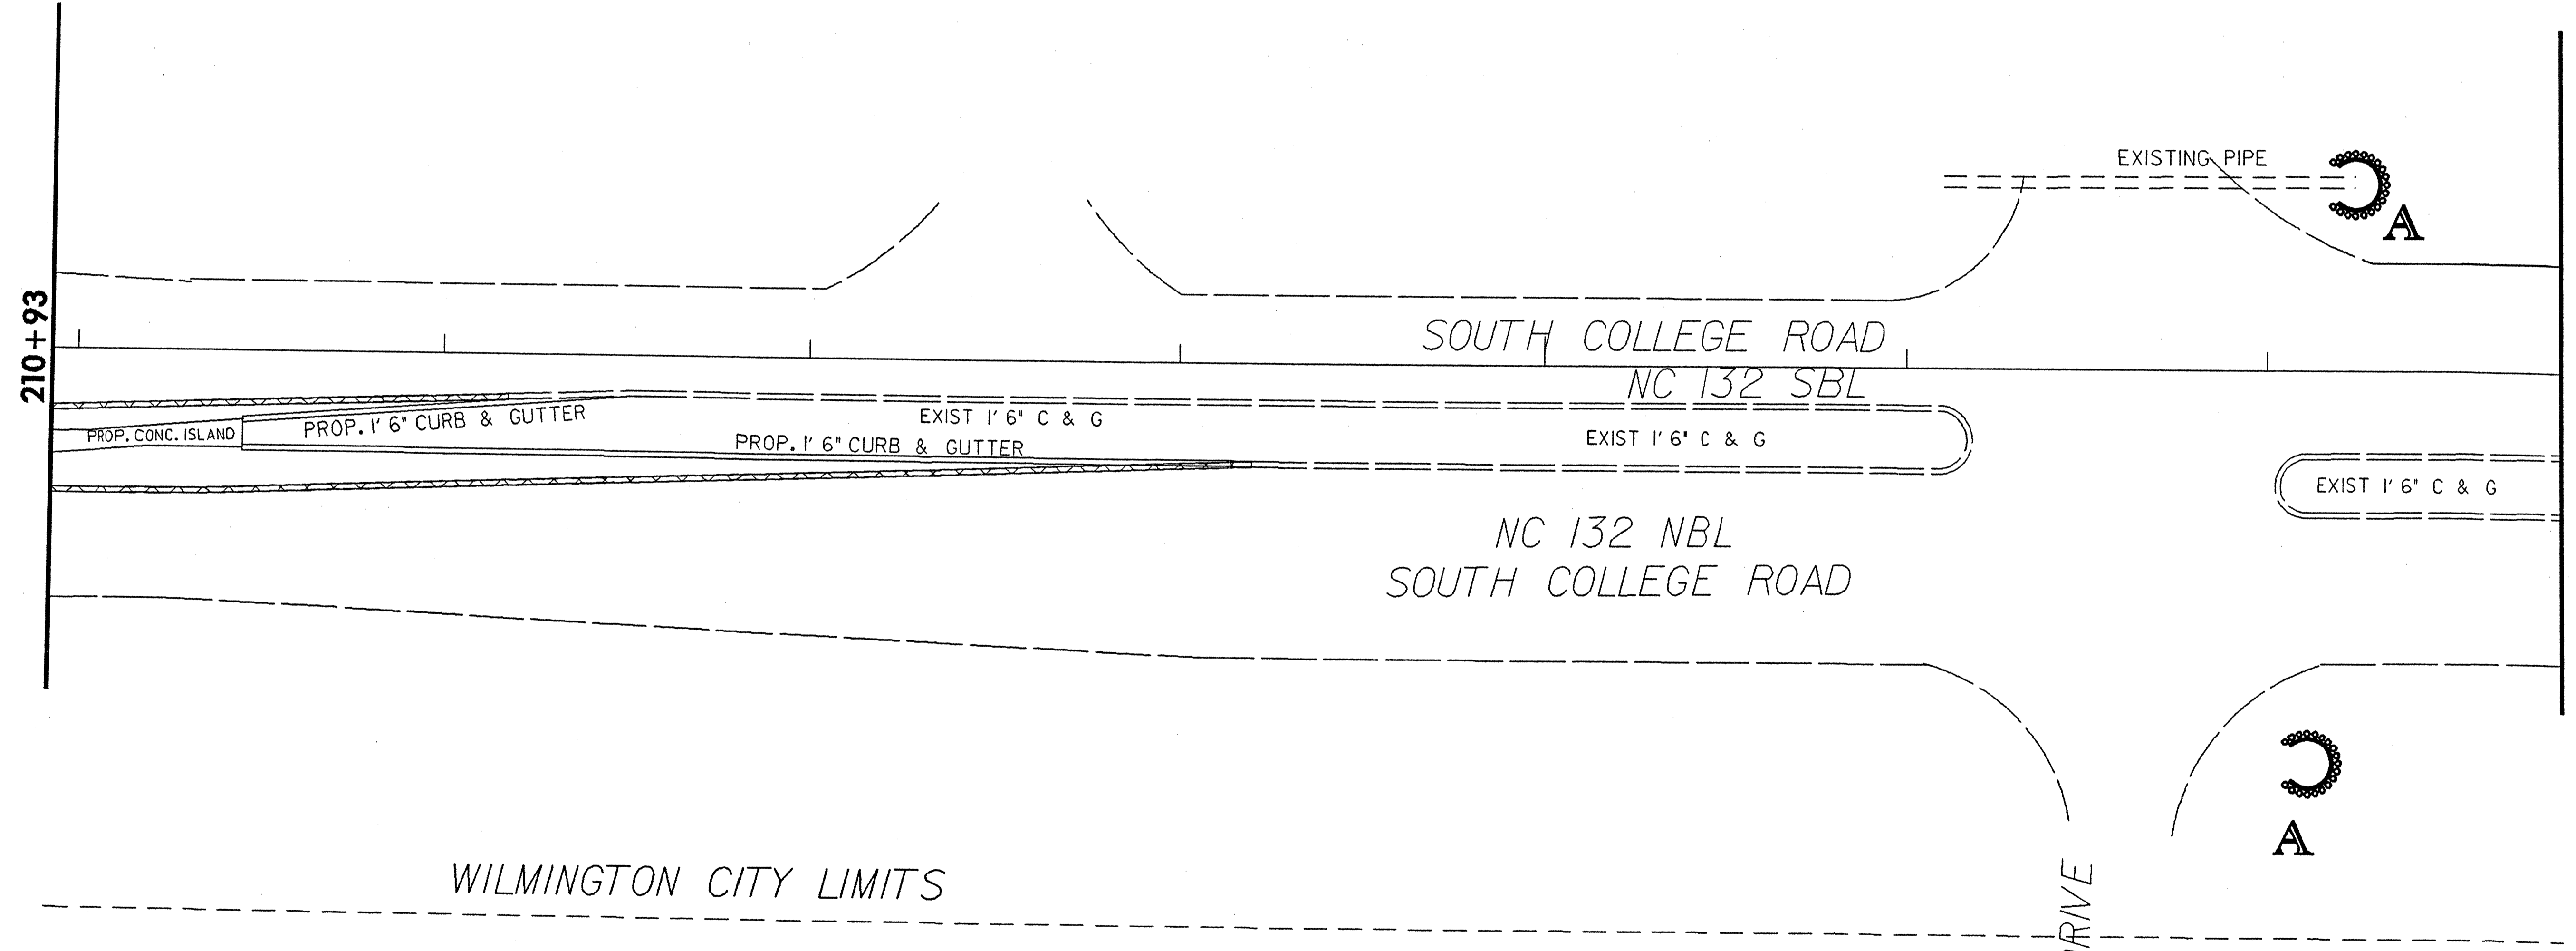 EXISTING PIPE
A
210+93
SOUTH COLLEGE ROAD
NC 132 SBL
PROP. CONC. ISLAND
PROP. 1' 6" CURB & GUTTER
EXIST 1' 6" C & G
PROP. 1' 6" CURB & GUTTER
EXIST 1' 6" C & G
EXIST 1' 6" C & G
NC 132 NBL
SOUTH COLLEGE ROAD
A
WILMINGTON CITY LIMITS
RIVE